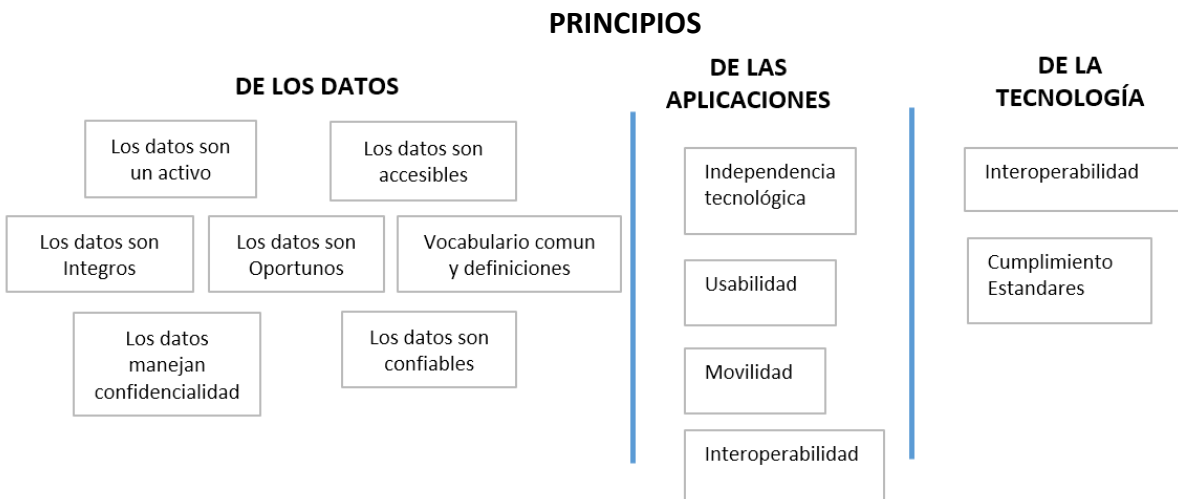 PRINCIPIOS
DE LOS DATOS
Los datos son
un activo
Los datos son
accesibles
Los datos son
Integros
Los datos son
Oportunos
Vocabulario comun
y definiciones
Los datos
manejan
confidencialidad
Los datos son
confiables
DE LAS
APLICACIONES
Independencia
tecnológica
Usabilidad
Movilidad
Interoperabilidad
DE LA
TECNOLOGÍA
Interoperabilidad
Cumplimiento
Estandares